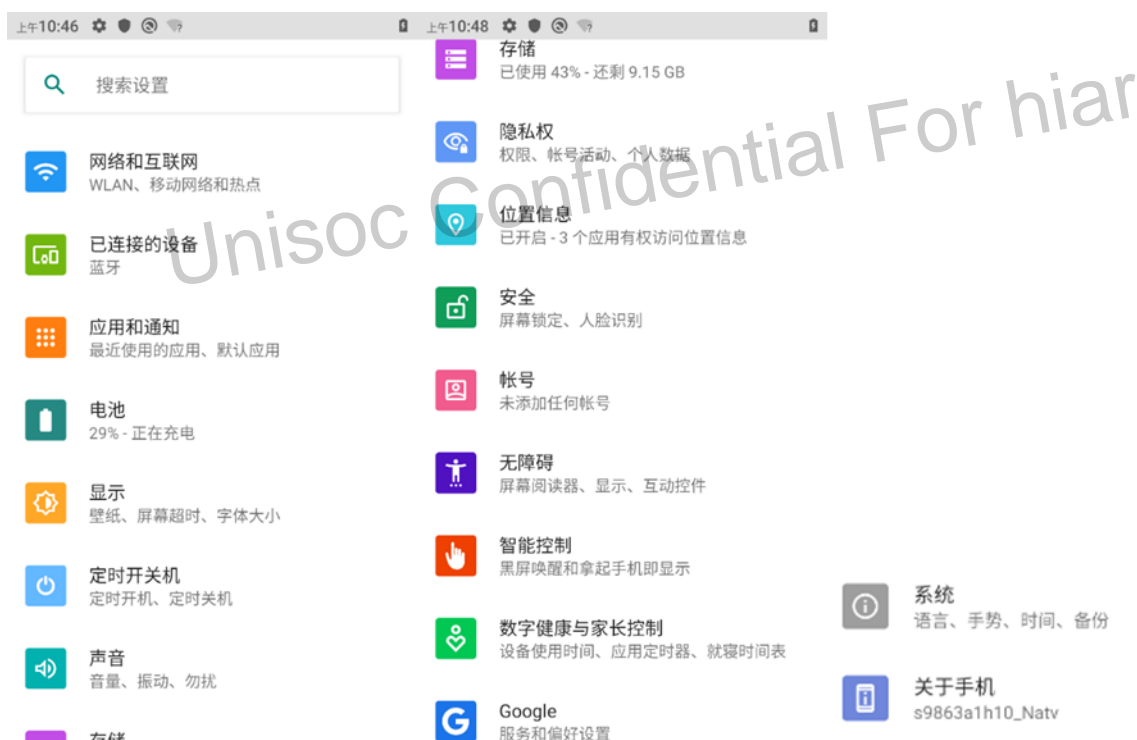 上午10:46
搜索设置
网络和互联网
WLAN、移动网络和热点
已连接的设备
蓝牙
应用和通知
最近使用的应用、默认应用
电池
29% - 正在充电
显示
壁纸、屏幕超时、字体大小
定时开关机
定时开机、定时关机
声音
音量、振动、勿扰
存储
上午10:48
存储
已使用 43% - 还剩 9.15 GB
隐私权
权限、帐号活动、个人数据
位置信息
已开启 - 3 个应用有权访问位置信息
安全
屏幕锁定、人脸识别
帐号
未添加任何帐号
无障碍
屏幕阅读器、显示、互动控件
智能控制
黑屏唤醒和拿起手机即显示
数字健康与家长控制
设备使用时间、应用定时器、就寝时间表
Google
服务和偏好设置
系统
语言、手势、时间、备份
关于手机
s9863a1h10_Natv
Unisoc Confidential For hiar